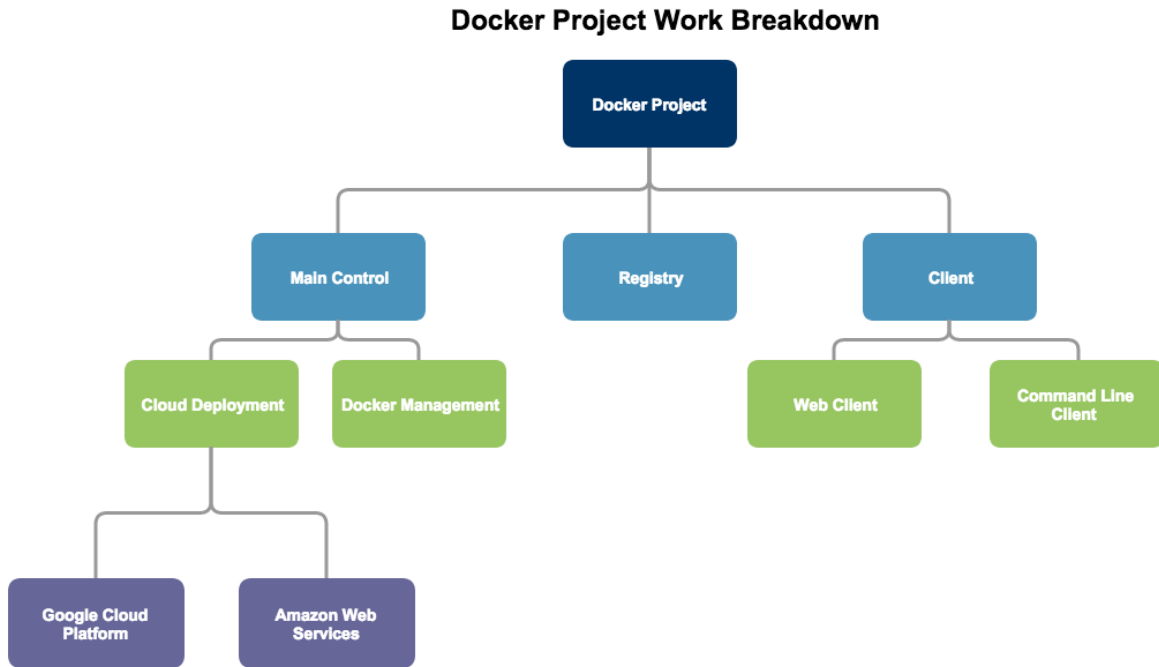 Docker Project Work Breakdown
Docker Project
Main Control
Registry
Client
Cloud Deployment
Docker Management
Web Client
Command Line
Client
Google Cloud
Platform
Amazon Web
Services